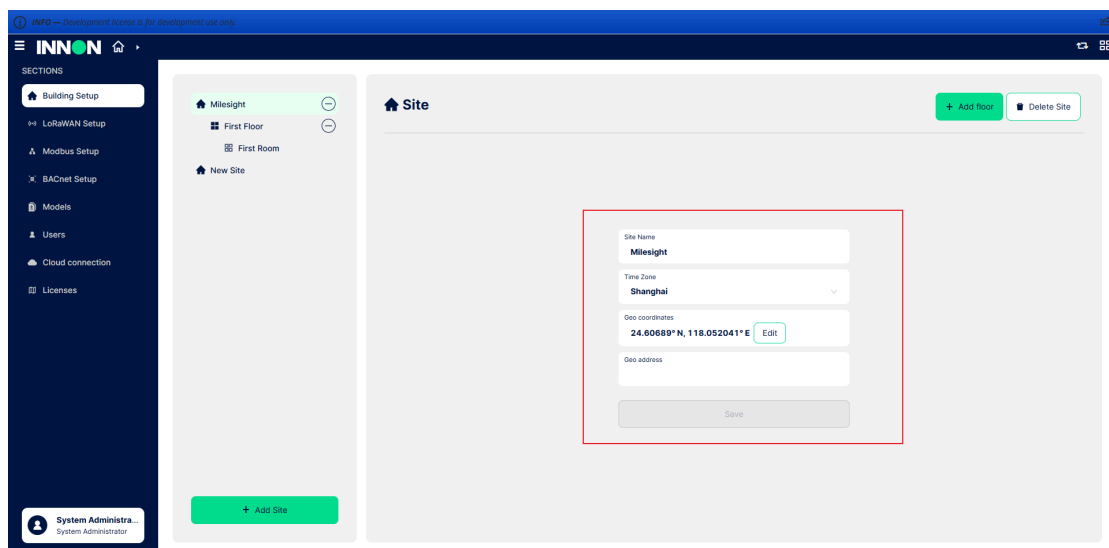 INFO — Development license is for development use only.
INNON
SECTIONS
Building Setup
LoRaWAN Setup
Modbus Setup
BACnet Setup
Models
Users
Cloud connection
Licenses
System Administra...
System Administrator
Milesight
First Floor
First Room
New Site
+ Add Site
Site
+ Add floor
Delete Site
Site Name
Milesight
Time Zone
Shanghai
Geo coordinates
24.60689° N, 118.052041° E Edit
Geo address
Save